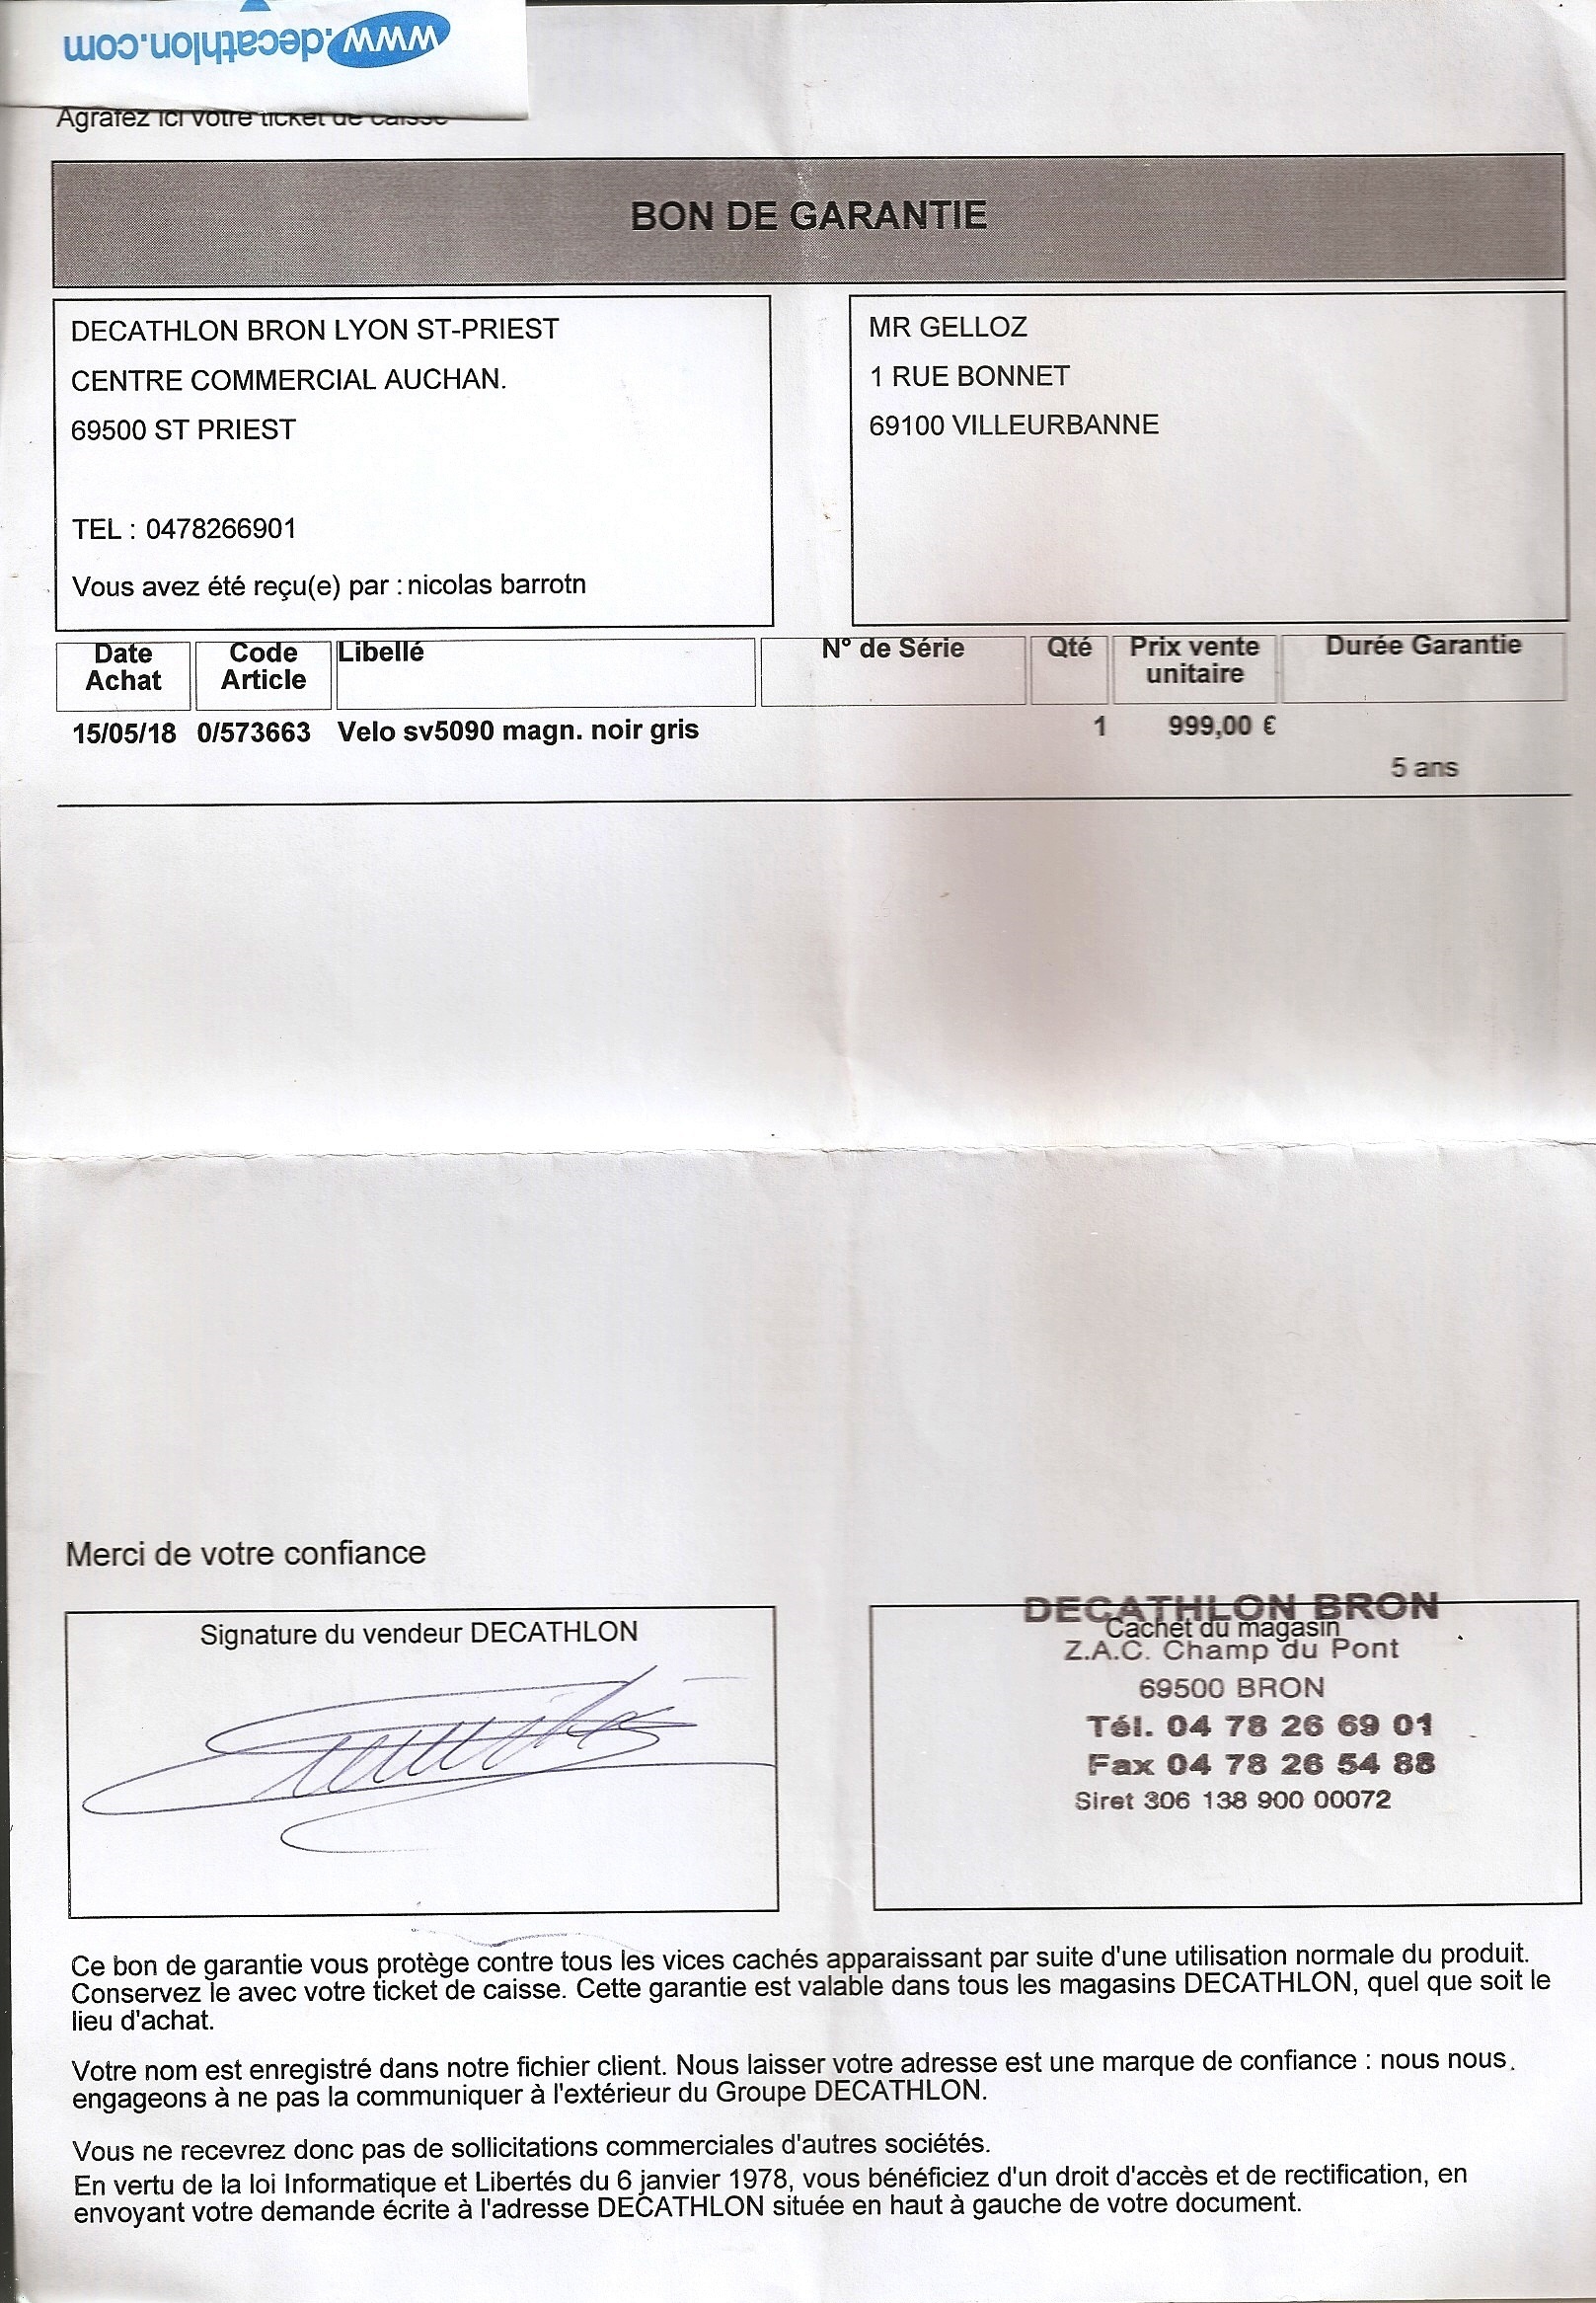 www.decathlon.com
Agrafez ici votre ticket de caisse
BON DE GARANTIE
DECATHLON BRON LYON ST-PRIEST
CENTRE COMMERCIAL AUCHAN.
69500 ST PRIEST
TEL : 0478266901
Vous avez été reçu(e) par : nicolas barrotn
MR GELLOZ
1 RUE BONNET
69100 VILLEURBANNE
Date Achat
Code Article
Libellé
N° de Série
Qté
Prix vente unitaire
Durée Garantie
15/05/18 0/573663 Velo sv5090 magn. noir gris 1 999,00 €
5 ans
Merci de votre confiance
Signature du vendeur DECATHLON
DECATHLON BRON
Cachet du magasin
Z.A.C. Champ du Pont
69500 BRON
Tél. 04 78 26 69 01
Fax 04 78 26 54 88
Siret 306 138 900 00072
Ce bon de garantie vous protège contre tous les vices cachés apparaissant par suite d'une utilisation normale du produit.
Conservez le avec votre ticket de caisse. Cette garantie est valable dans tous les magasins DECATHLON, quel que soit le
lieu d'achat.
Votre nom est enregistré dans notre fichier client. Nous laisser votre adresse est une marque de confiance : nous nous
engageons à ne pas la communiquer à l'extérieur du Groupe DECATHLON.
Vous ne recevrez donc pas de sollicitations commerciales d'autres sociétés.
En vertu de la loi Informatique et Libertés du 6 janvier 1978, vous bénéficiez d'un droit d'accès et de rectification, en
envoyant votre demande écrite à l'adresse DECATHLON située en haut à gauche de votre document.